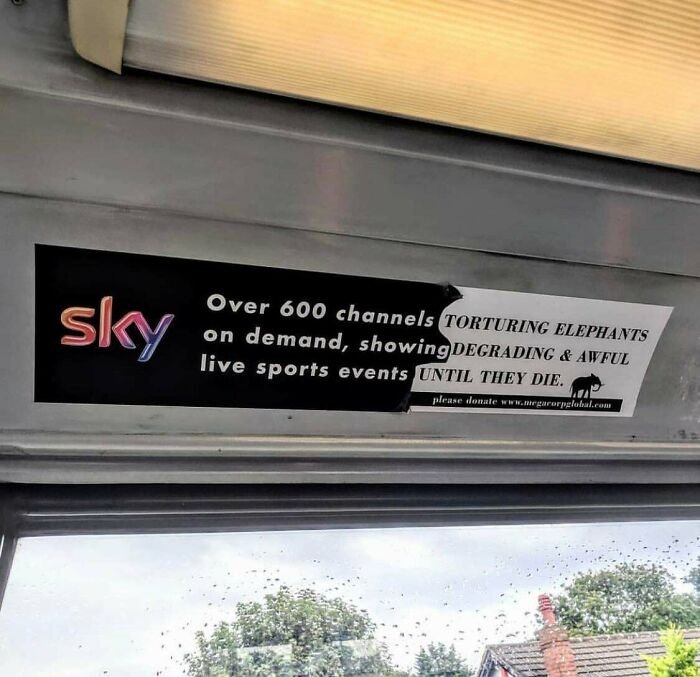 sky
Over 600 channels TORTURING ELEPHANTS
on demand, showing DEGRADING & AWFUL
live sports events UNTIL THEY DIE.
please donate www.megacorpglobal.com